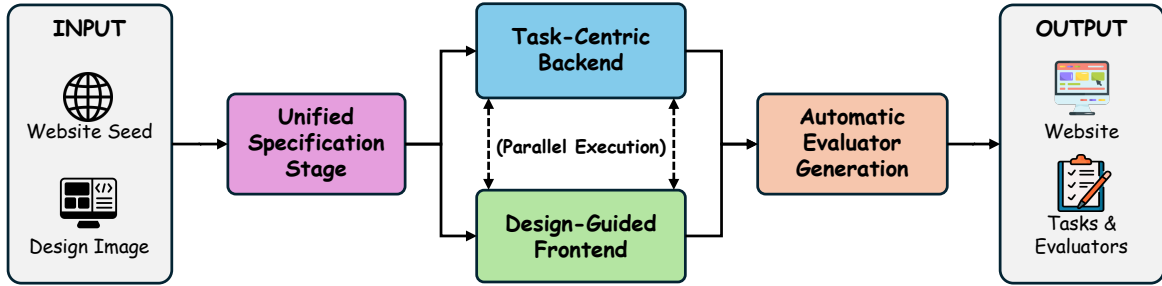 INPUT
Website Seed
Design Image
Unified
Specification
Stage
Task-Centric
Backend
(Parallel Execution)
Design-Guided
Frontend
Automatic
Evaluator
Generation
OUTPUT
Website
Tasks &
Evaluators